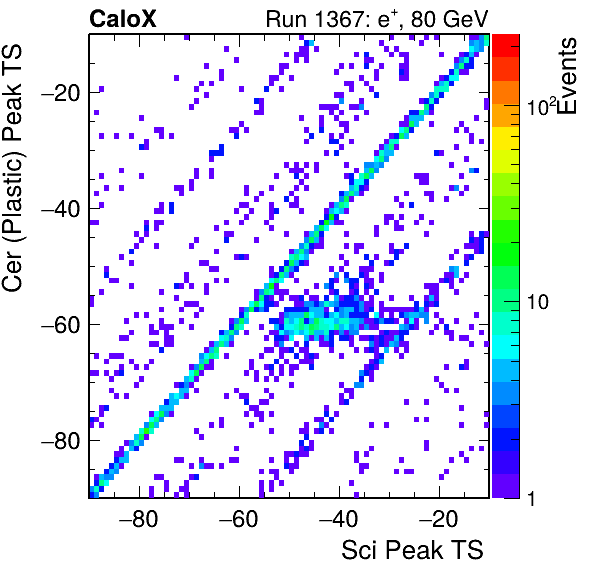 CaloX Run 1367: e⁺, 80 GeV
Cer (Plastic) Peak TS
−20
−40
−60
−80
−80 −60 −40 −20
Sci Peak TS
Events
10²
10
1